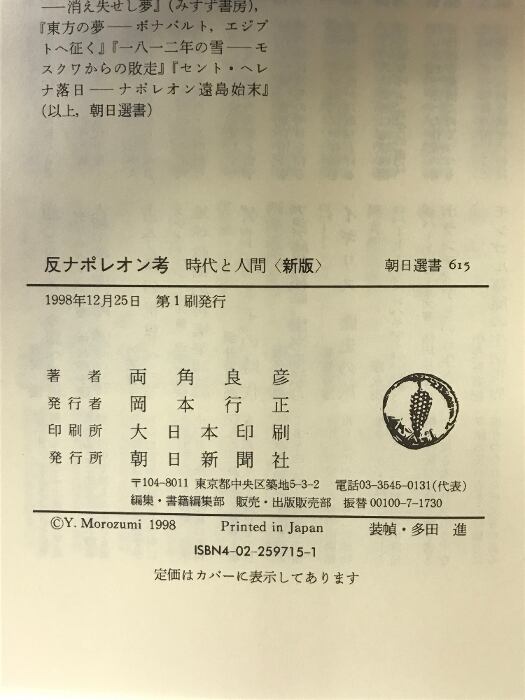 ――消え失せし夢』(みすず書房),
『東方の夢――ボナパルト, エジプ
トへ征く』『一八一二年の雪――モ
スクワからの敗走』『セント・ヘレ
ナ落日――ナポレオン遠島始末』
(以上, 朝日選書)
反ナポレオン考 時代と人間〈新版〉 朝日選書 615
1998年12月25日 第1刷発行
著者 両角良彦
発行者 岡本行正
印刷所 大日本印刷
発行所 朝日新聞社
〒104-8011 東京都中央区築地5-3-2 電話03-3545-0131(代表)
編集・書籍編集部 販売・出版販売部 振替00100-7-1730
©Y. Morozumi 1998 Printed in Japan 装幀・多田 進
ISBN4-02-259715-1
定価はカバーに表示してあります